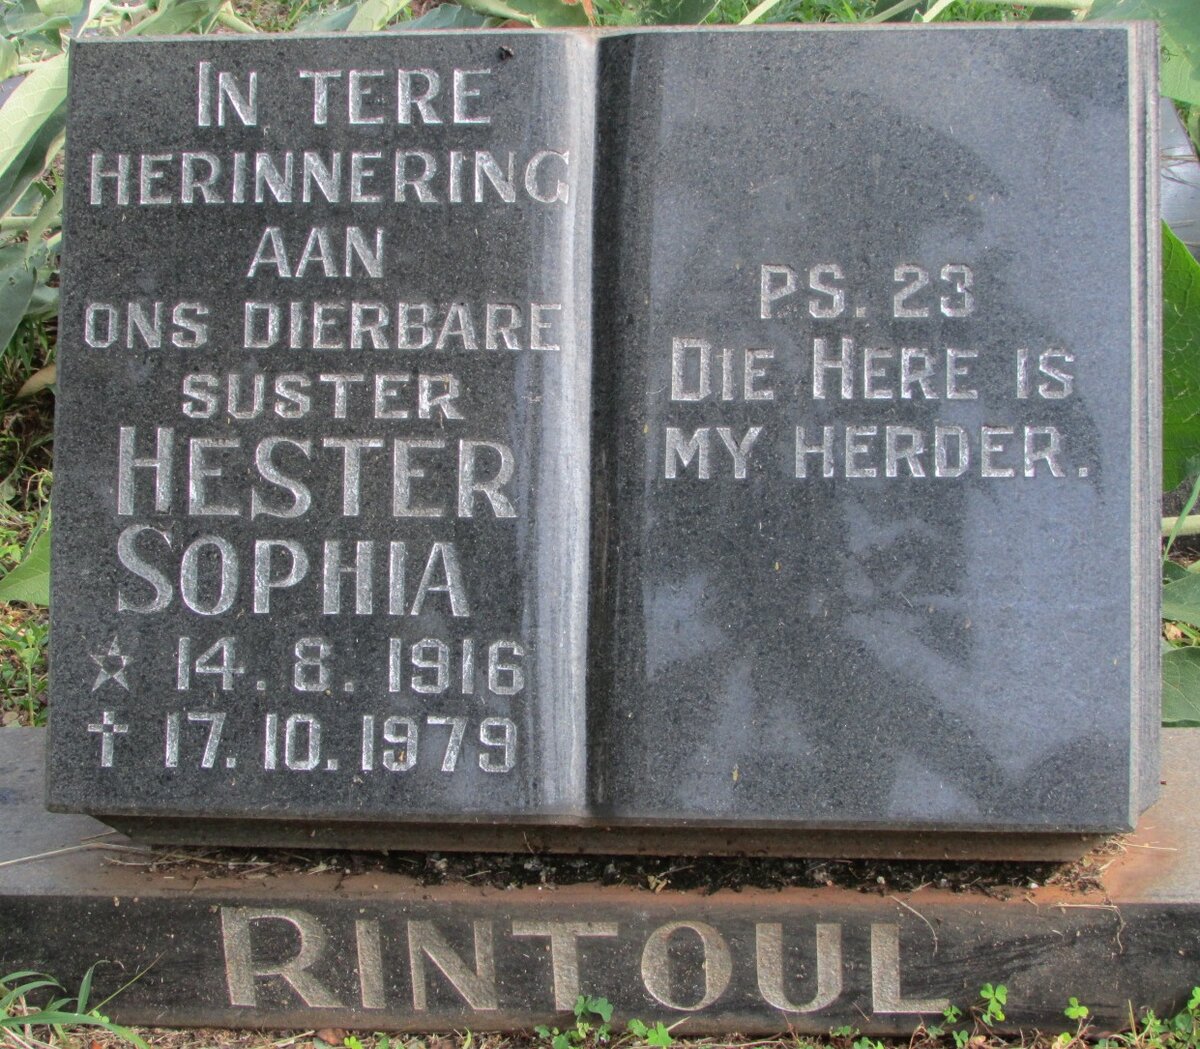 IN TERE
HERINNERING
AAN
ONS DIERBARE
SUSTER
HESTER
SOPHIA
☆ 14.8.1916
✝ 17.10.1979
PS. 23
DIE HERE IS
MY HERDER.
RINTOUL